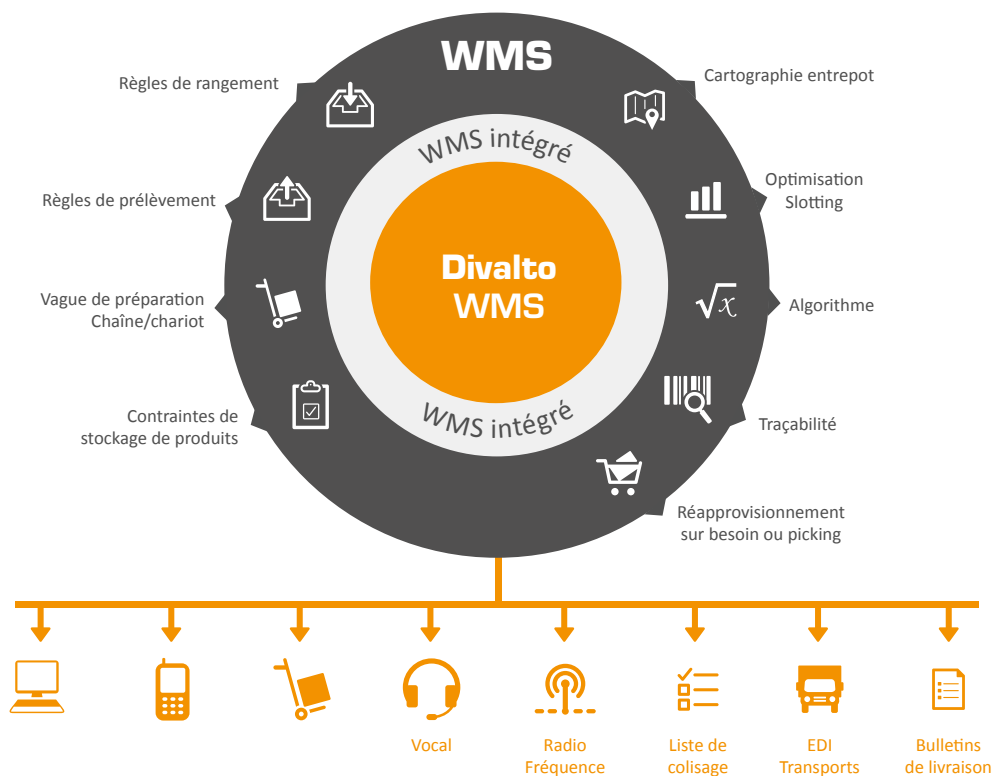 WMS
Règles de rangement
Cartographie entrepot
WMS intégré
Règles de prélèvement
Optimisation
Slotting
Divalto
WMS
Vague de préparation
Chaîne/chariot
√x
Algorithme
Contraintes de
stockage de produits
WMS intégré
Traçabilité
Réapprovisionnement
sur besoin ou picking
Vocal
Radio
Fréquence
Liste de
colisage
EDI
Transports
Bulletins
de livraison